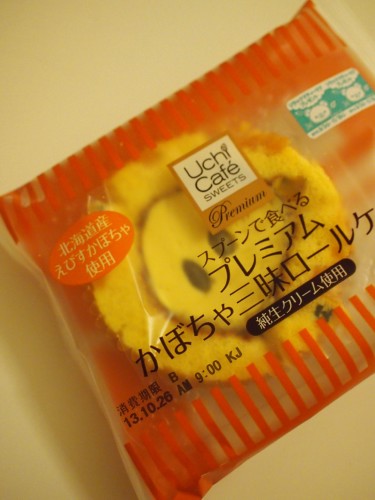 Uchi
Café
SWEETS
Premium
スプーンで食べる
プレミアム
かぼちゃ三昧ロールケ
純生クリーム使用
北海道産
えびすかぼちゃ
使用
消費期限 B
13.10.26 AM 9:00 KJ